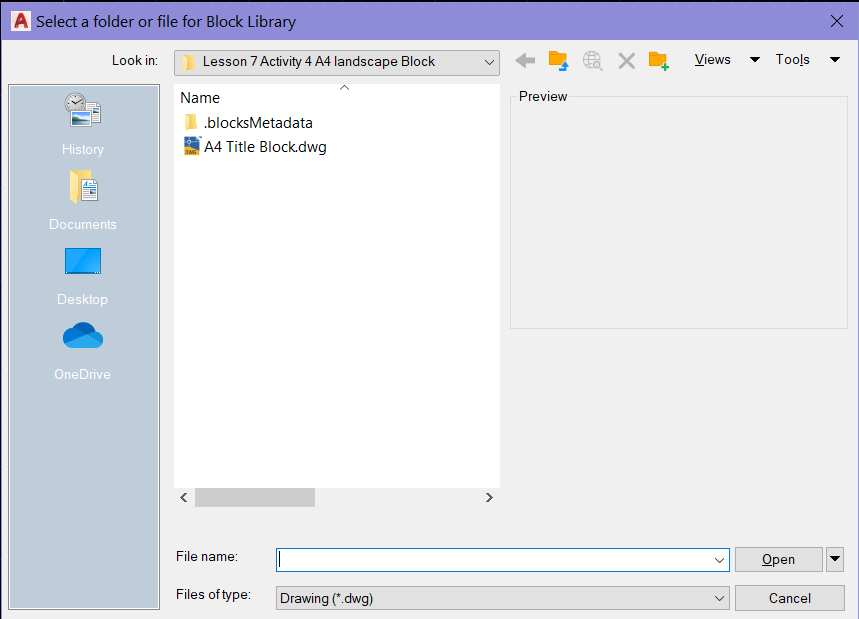 Select a folder or file for Block Library
Look in:
Lesson 7 Activity 4 A4 landscape Block
Views
Tools
History
Documents
Desktop
OneDrive
Name
.blocksMetadata
A4 Title Block.dwg
Preview
File name:
Open
Files of type:
Drawing (*.dwg)
Cancel